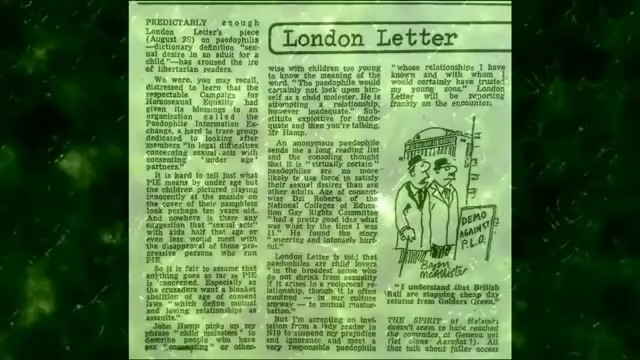 London Letter
PREDICTABLY enough
London Letter's piece
(August 26) on paedophilia
—dictionary definition "sex-
ual desire in an adult for a
child"—has aroused the ire
of libertarian readers.
We were, you may recall,
distressed to learn that the
respectable Campaign for
Homosexual Equality had
given its blessings to an
organisation called the
Paedophile Information Ex-
change, a hard to trace group
dedicated to looking after
members "in legal difficulties
concerning sexual acts with
consenting 'under age'
partners."
It is hard to tell just what
PIE means by under age but
the children pictured playing
innocently at the seaside on
the cover of their pamphlets
look perhaps ten years old.
And nowhere is there any
suggestion that "sexual acts"
with kids half that age or
even less would meet with
the disapproval of those pro-
gressive persons who run
PIE.
So it is fair to assume that
anything goes as far as PIE
is concerned. Especially as
the crusaders want a blanket
abolition of age of consent
laws "which define mutual
and loving relationships as
assaults."
John Hamp picks up my
phrase "child molesters" to
describe people who have
sex "consenting" or other-
wise with children too young
to know the meaning of the
word. "The paedophile would
certainly not look upon him-
self as a child molester. He is
attempting a relationship,
however inadequate." Sub-
stitute exploitive for inade-
quate and then you're talking,
Mr Hamp.
An anonymous paedophile
sends me a long reading list
and the consoling thought
that it is "virtually certain"
paedophiles are no more
likely to use force to satisfy
their sexual desires than are
other adults. Age of consent-
wise Dai Roberts of the
National Colleges of Educa-
tion Gay Rights Committee
"had a pretty good idea what
was what by the time I was
11." He found the story
"sneering and intensely hurt-
ful."
London Letter is told that
paedophiles are child lovers
"in the broadest sense who
do not shrink from sexuality
if it arises in a reciprocal re-
lationship, though it is often
confined — in our culture
anyway — to mutual mastur-
bation."
But I'm accepting an invi-
tation from a lady reader in
N16 to suspend my prejudice
and ignorance and meet a
very responsible paedophile
"whose relationships I have
known and with whom I
would certainly have trusted
my young sons." London
Letter will be reporting
frankly on the encounter.
DEMO
AGAINST
P.L.O.
Bryan
McAllister
"I understand that British
Rail are stopping cheap day
returns from Golders Green."
THE SPIRIT of Helsinki
doesn't seem to have reached
the comrades at Geneva yet
(let alone Aeroflot). All
that talk about fuller access